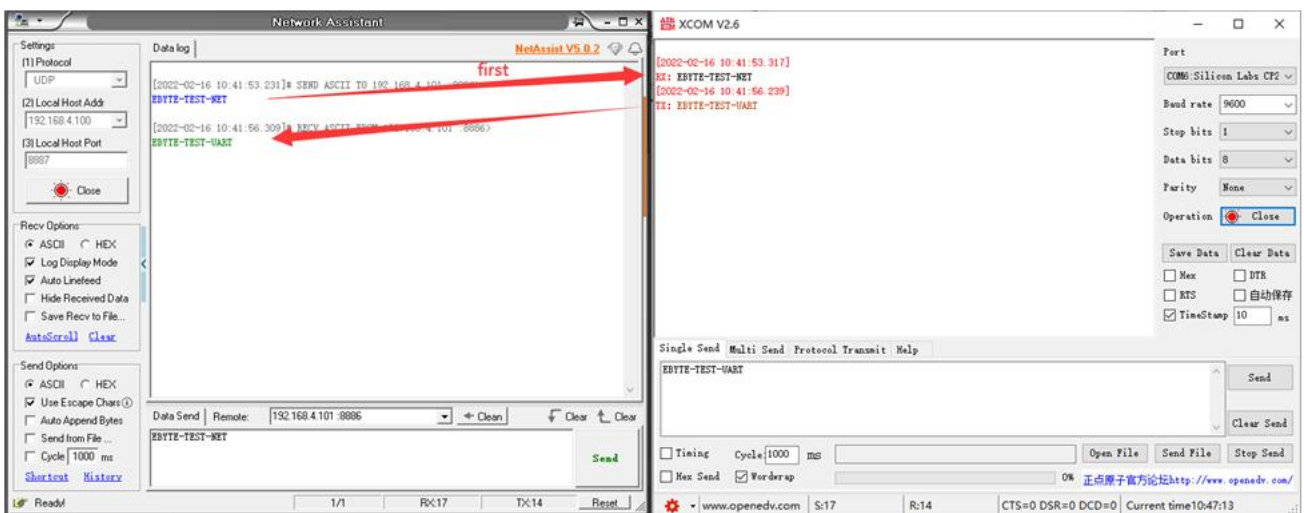 Network Assistant
Settings
(1) Protocol
UDP
(2) Local Host Addr
192.168.4.100
(3) Local Host Port
8887
Close
Recv Options
ASCII HEX
Log Display Mode
Auto Linefeed
Hide Received Data
Save Recv to File...
AutoScroll Clear
Send Options
ASCII HEX
Use Escape Chars
Auto Append Bytes
Send from File ...
Cycle 1000 ms
Shortcut History
Data log
NetAssist V5.0.2
first
[2022-02-16 10:41:53.231]# SEND ASCII TO 192.168.4.101
EBYTE-TEST-NET
[2022-02-16 10:41:56.309]# RECV ASCII FROM :8886>
EBYTE-TEST-UART
Data Send Remote: 192.168.4.101 :8886 Clean Clear Clear
EBYTE-TEST-NET
Send
Ready! 1/1 RX:17 TX:14 Reset
XCOM V2.6
[2022-02-16 10:41:53.317]
RX: EBYTE-TEST-NET
[2022-02-16 10:41:56.239]
TX: EBYTE-TEST-UART
Port
COM6:Silicon Labs CP2
Baud rate 9600
Stop bits 1
Data bits 8
Parity None
Operation Close
Save Data Clear Data
Hex DTR
RTS 自动保存
TimeStamp 10 ms
Single Send Multi Send Protocol Transmit Help
EBYTE-TEST-UART
Send
Clear Send
Timing Cycle: 1000 ms Open File Send File Stop Send
Hex Send Wordwrap 0% 正点原子官方论坛http://www.openedv.com/
www.openedv.com S:17 R:14 CTS=0 DSR=0 DCD=0 Current time10:47:13